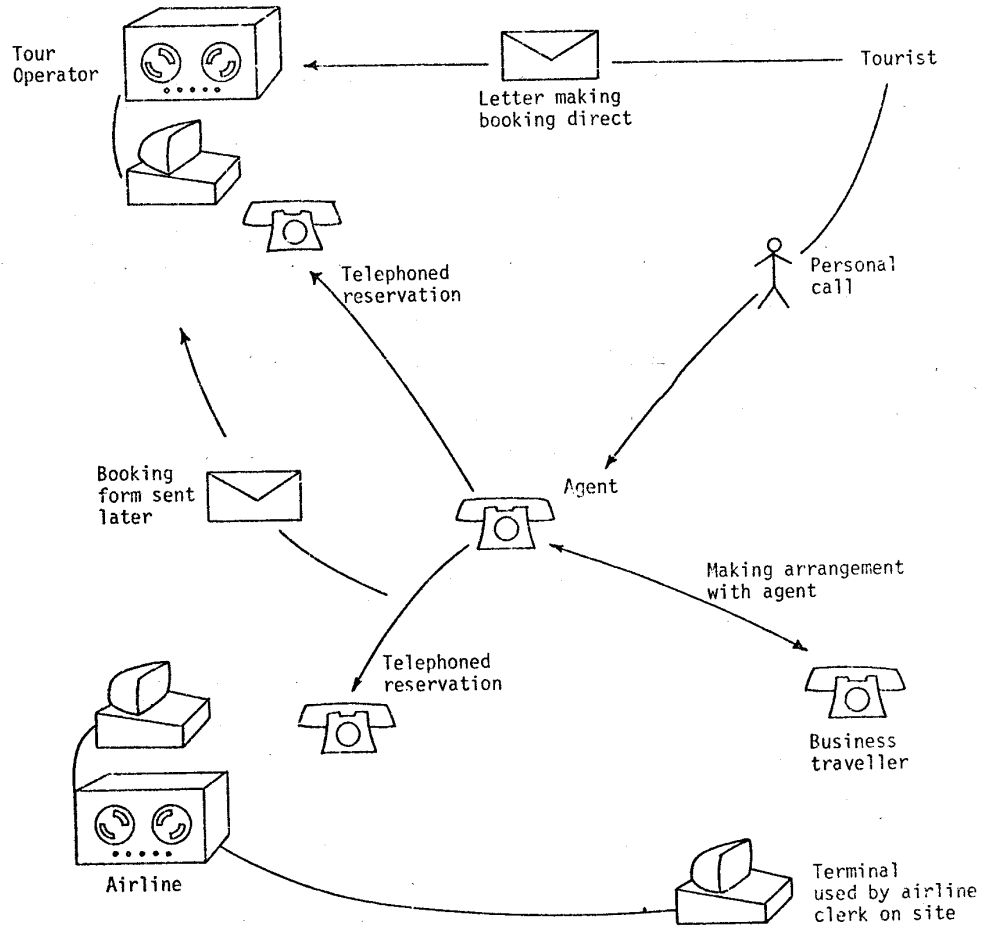 Tour
Operator
Letter making
booking direct
Tourist
Telephoned
reservation
Personal
call
Booking
form sent
later
Agent
Making arrangement
with agent
Telephoned
reservation
Business
traveller
Airline
Terminal
used by airline
clerk on site